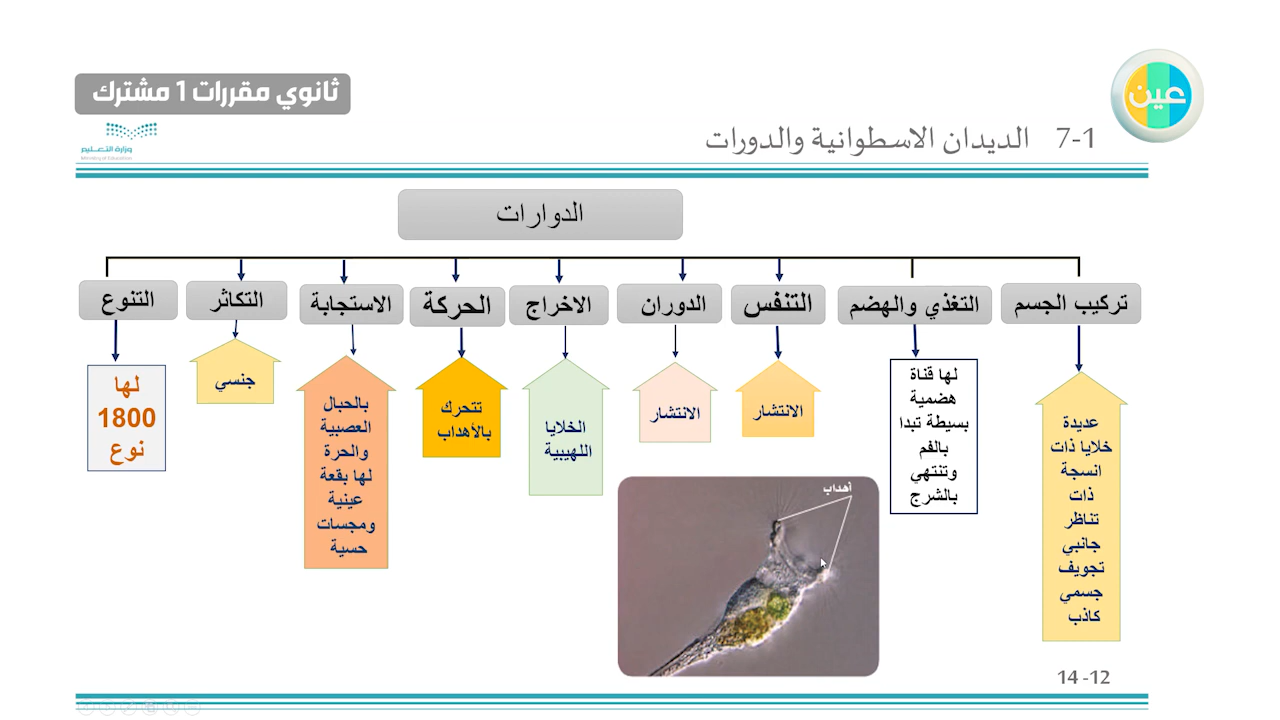 ثانوي مقررات 1 مشترك
عين
وزارة التعليم
Ministry of Education
7-1 الديدان الاسطوانية والدورات
الدوارات
تركيب الجسم
التغذي والهضم
التنفس
الدوران
الاخراج
الحركة
الاستجابة
التكاثر
التنوع
عديدة
خلايا ذات
انسجة
ذات
تناظر
جانبي
تجويف
جسمي
كاذب
لها قناة
هضمية
بسيطة تبدا
بالفم
وتنتهي
بالشرج
الانتشار
الانتشار
الخلايا
اللهيبية
تتحرك
بالأهداب
بالحبال
العصبية
والحرة
لها بقعة
عينية
ومجسات
حسية
جنسي
لها
1800
نوع
أهداب
14 -12